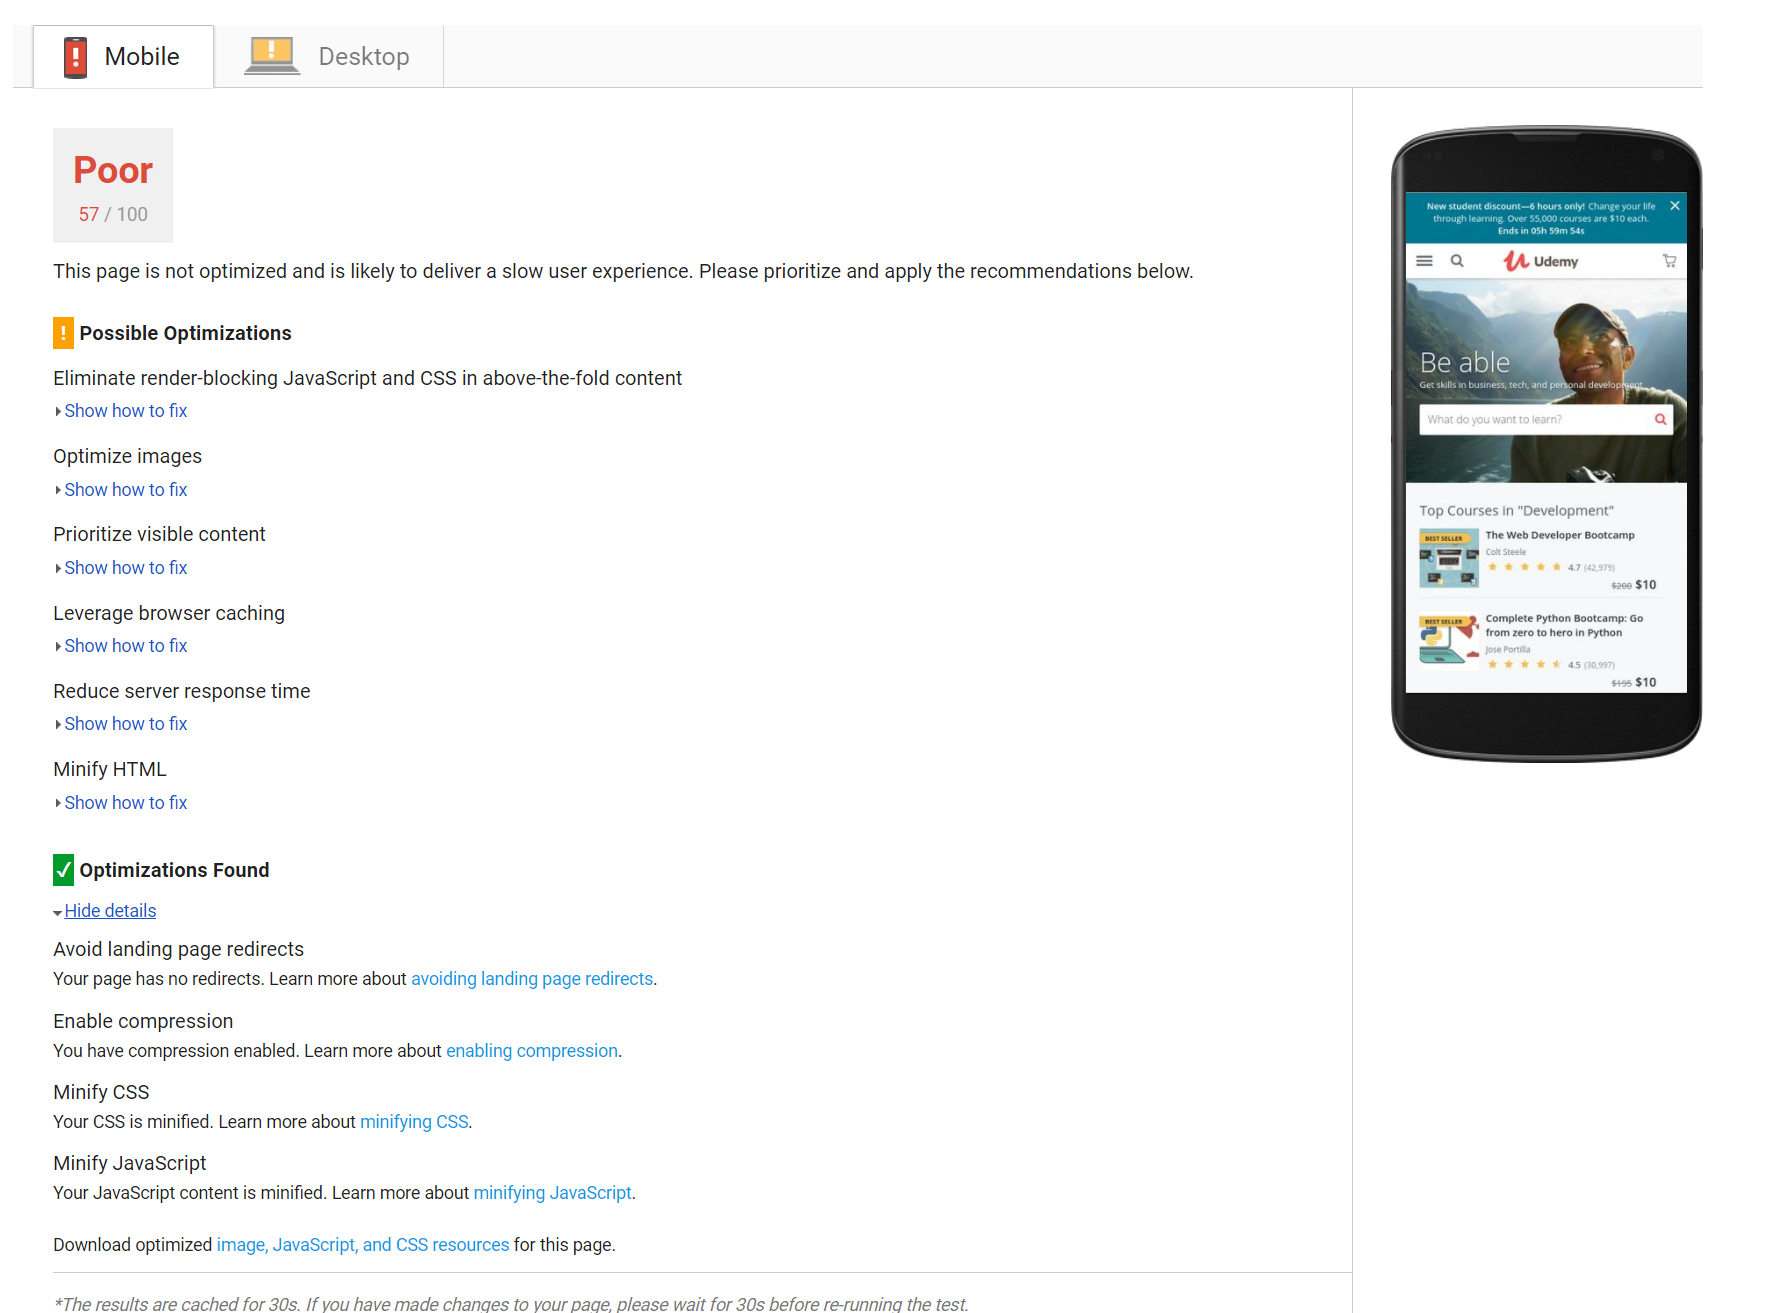 Mobile
Desktop
Poor
57 / 100
This page is not optimized and is likely to deliver a slow user experience. Please prioritize and apply the recommendations below.
! Possible Optimizations
Eliminate render-blocking JavaScript and CSS in above-the-fold content
Show how to fix
Optimize images
Show how to fix
Prioritize visible content
Show how to fix
Leverage browser caching
Show how to fix
Reduce server response time
Show how to fix
Minify HTML
Show how to fix
Optimizations Found
Hide details
Avoid landing page redirects
Your page has no redirects. Learn more about avoiding landing page redirects.
Enable compression
You have compression enabled. Learn more about enabling compression.
Minify CSS
Your CSS is minified. Learn more about minifying CSS.
Minify JavaScript
Your JavaScript content is minified. Learn more about minifying JavaScript.
Download optimized image, JavaScript, and CSS resources for this page.
*The results are cached for 30s. If you have made changes to your page, please wait for 30s before re-running the test.
New student discount—6 hours only! Change your life
through learning. Over 55,000 courses are $10 each.
Ends in 05h 59m 54s
Udemy
Be able
Get skills in business, tech, and personal development
What do you want to learn?
Top Courses in "Development"
BEST SELLER
The Web Developer Bootcamp
Colt Steele
4.7 (42,979)
$200 $10
BEST SELLER
Complete Python Bootcamp: Go
from zero to hero in Python
Jose Portilla
4.5 (30,997)
$195 $10